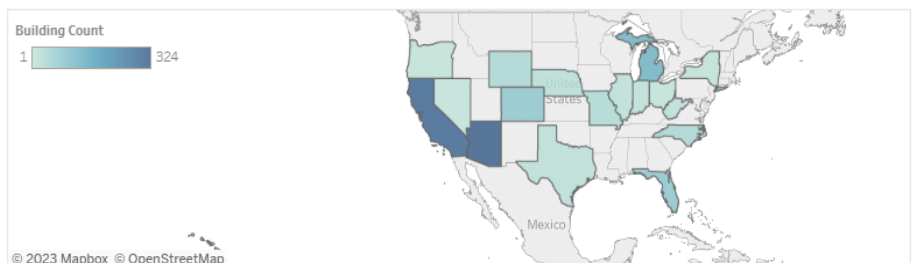 Building Count
1 324
United
States
Mexico
© 2023 Mapbox © OpenStreetMap